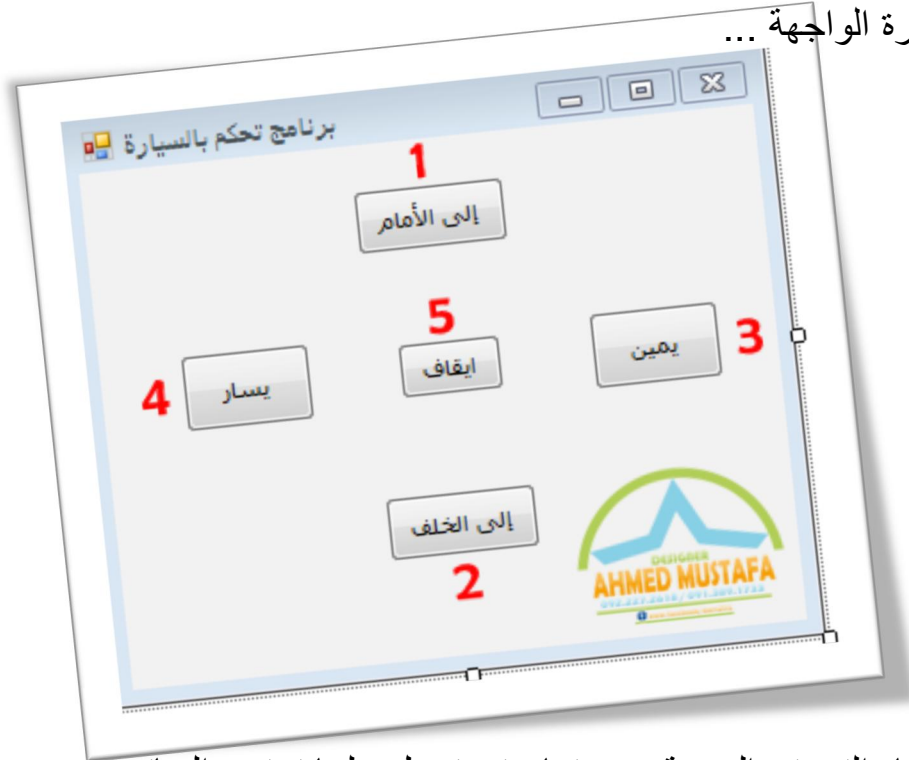 الواجهة ...
برنامج تحكم بالسيارة
1
إلى الأمام
5
3
يمين
ايقاف
4
يسار
إلى الخلف
2
DESIGNER
AHMED MUSTAFA